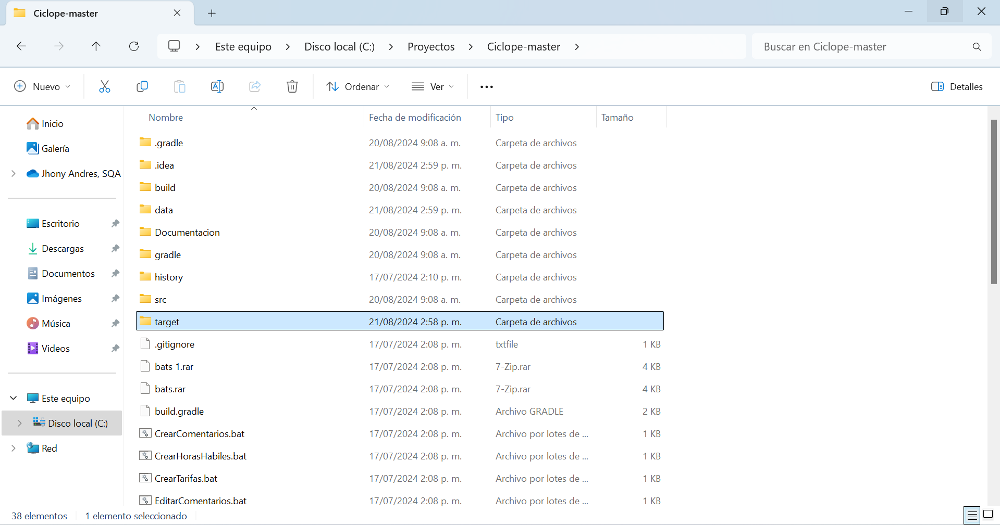 Ciclope-master
Este equipo > Disco local (C:) > Proyectos > Ciclope-master >
Buscar en Ciclope-master
Nuevo
Ordenar
Ver
Detalles
Nombre Fecha de modificación Tipo Tamaño
Inicio
Galería
Jhony Andres, SQA
Escritorio
Descargas
Documentos
Imágenes
Música
Videos
Este equipo
Disco local (C:)
Red
.gradle 20/08/2024 9:08 a. m. Carpeta de archivos
.idea 21/08/2024 2:59 p. m. Carpeta de archivos
build 20/08/2024 9:08 a. m. Carpeta de archivos
data 21/08/2024 2:59 p. m. Carpeta de archivos
Documentacion 20/08/2024 9:08 a. m. Carpeta de archivos
gradle 20/08/2024 9:08 a. m. Carpeta de archivos
history 17/07/2024 2:10 p. m. Carpeta de archivos
src 20/08/2024 9:08 a. m. Carpeta de archivos
target 21/08/2024 2:58 p. m. Carpeta de archivos
.gitignore 17/07/2024 2:08 p. m. txtfile 1 KB
bats 1.rar 17/07/2024 2:08 p. m. 7-Zip.rar 4 KB
bats.rar 17/07/2024 2:08 p. m. 7-Zip.rar 4 KB
build.gradle 17/07/2024 2:08 p. m. Archivo GRADLE 2 KB
CrearComentarios.bat 17/07/2024 2:08 p. m. Archivo por lotes de ... 1 KB
CrearHorasHabiles.bat 17/07/2024 2:08 p. m. Archivo por lotes de ... 1 KB
CrearTarifas.bat 17/07/2024 2:08 p. m. Archivo por lotes de ... 1 KB
EditarComentarios.bat 17/07/2024 2:08 p. m. Archivo por lotes de ... 1 KB
38 elementos 1 elemento seleccionado